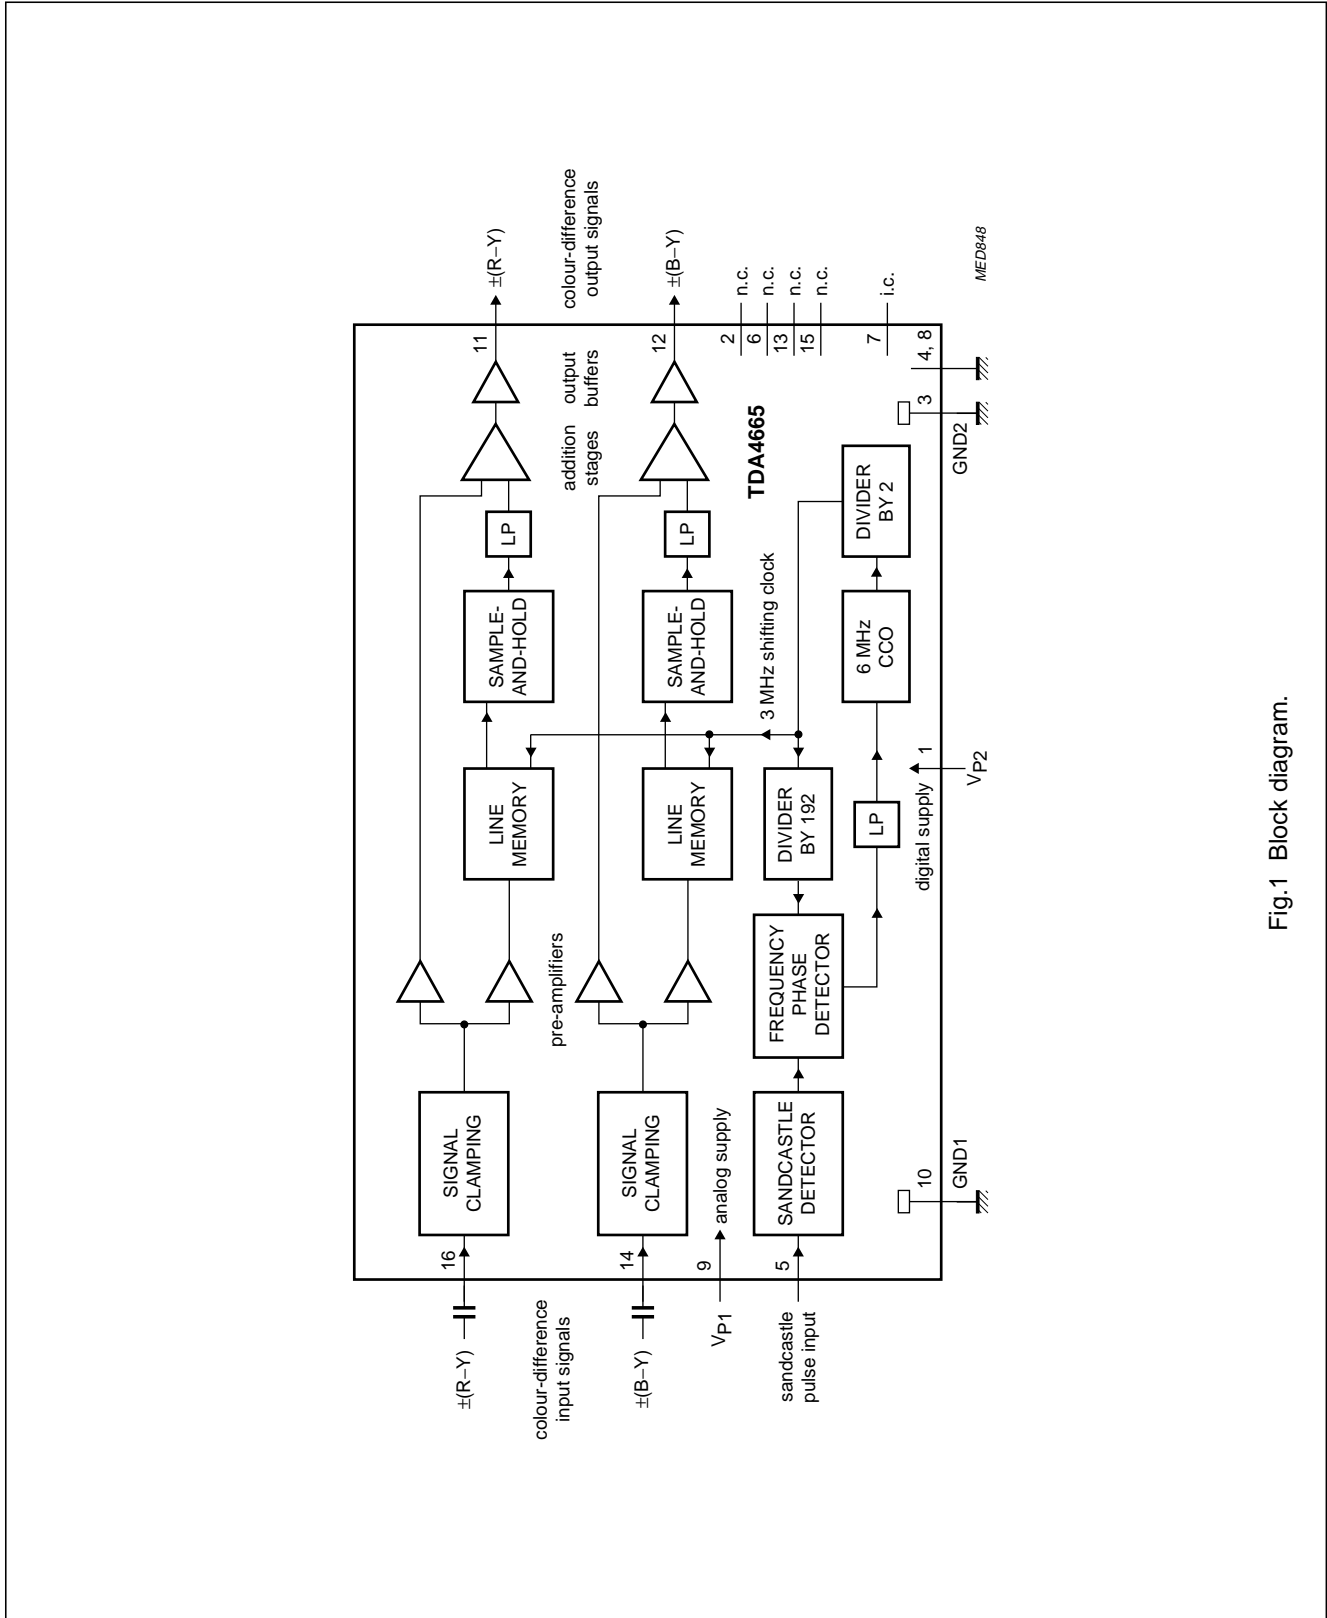 ±(R−Y)
colour-difference
input signals
±(B−Y)
VP1
sandcastle
pulse input
16
14
9
5
SIGNAL
CLAMPING
SIGNAL
CLAMPING
analog supply
SANDCASTLE
DETECTOR
10
GND1
pre-amplifiers
FREQUENCY
PHASE
DETECTOR
LINE
MEMORY
LINE
MEMORY
DIVIDER
BY 192
LP
digital supply
1
VP2
SAMPLE-
AND-HOLD
SAMPLE-
AND-HOLD
3 MHz shifting clock
6 MHz
CCO
LP
LP
DIVIDER
BY 2
addition
stages
output
buffers
TDA4665
GND2
3
4, 8
11
12
2
6
13
15
7
±(R−Y)
colour-difference
output signals
±(B−Y)
n.c.
n.c.
n.c.
n.c.
i.c.
MED848
Fig.1 Block diagram.